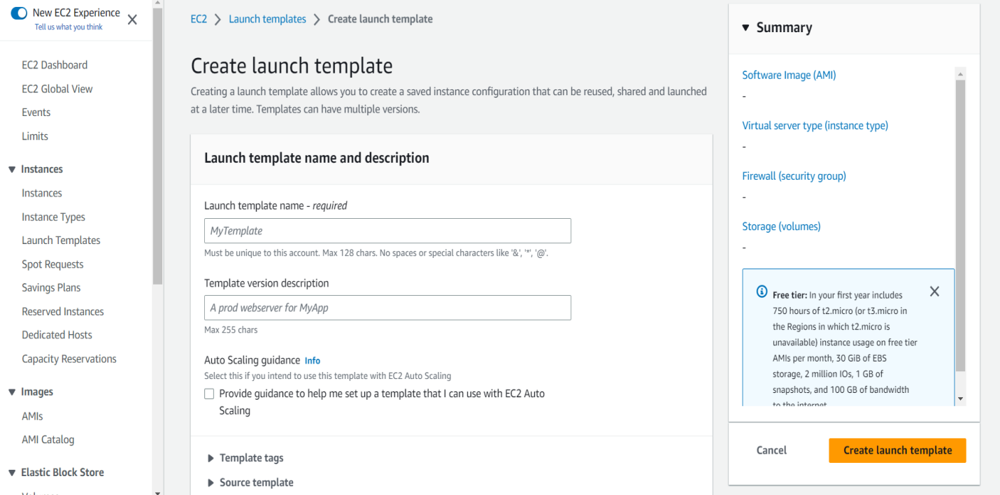 New EC2 Experience
Tell us what you think
EC2 Dashboard
EC2 Global View
Events
Limits
Instances
Instances
Instance Types
Launch Templates
Spot Requests
Savings Plans
Reserved Instances
Dedicated Hosts
Capacity Reservations
Images
AMIs
AMI Catalog
Elastic Block Store
EC2 > Launch templates > Create launch template
Create launch template
Creating a launch template allows you to create a saved instance configuration that can be reused, shared and launched
at a later time. Templates can have multiple versions.
Launch template name and description
Launch template name - required
MyTemplate
Must be unique to this account. Max 128 chars. No spaces or special characters like '&', '*', '@'.
Template version description
A prod webserver for MyApp
Max 255 chars
Auto Scaling guidance Info
Select this if you intend to use this template with EC2 Auto Scaling
Provide guidance to help me set up a template that I can use with EC2 Auto
Scaling
Template tags
Source template
Summary
Software Image (AMI)
-
Virtual server type (instance type)
-
Firewall (security group)
-
Storage (volumes)
-
Free tier: In your first year includes
750 hours of t2.micro (or t3.micro in
the Regions in which t2.micro is
unavailable) instance usage on free tier
AMIs per month, 30 GiB of EBS
storage, 2 million IOs, 1 GB of
snapshots, and 100 GB of bandwidth
to the internet
Cancel
Create launch template